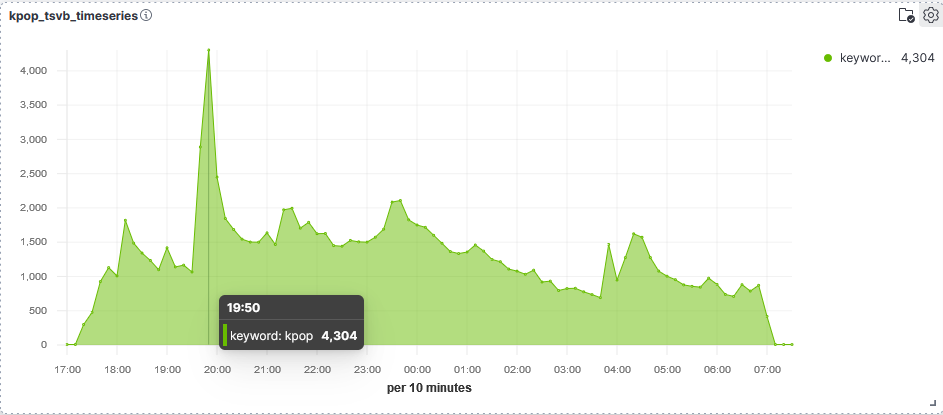 kpop_tsvb_timeseries
keywor... 4,304
4,000
3,500
3,000
2,500
2,000
1,500
1,000
500
0
19:50
keyword: kpop 4,304
17:00 18:00 19:00 20:00 21:00 22:00 23:00 00:00 01:00 02:00 03:00 04:00 05:00 06:00 07:00
per 10 minutes